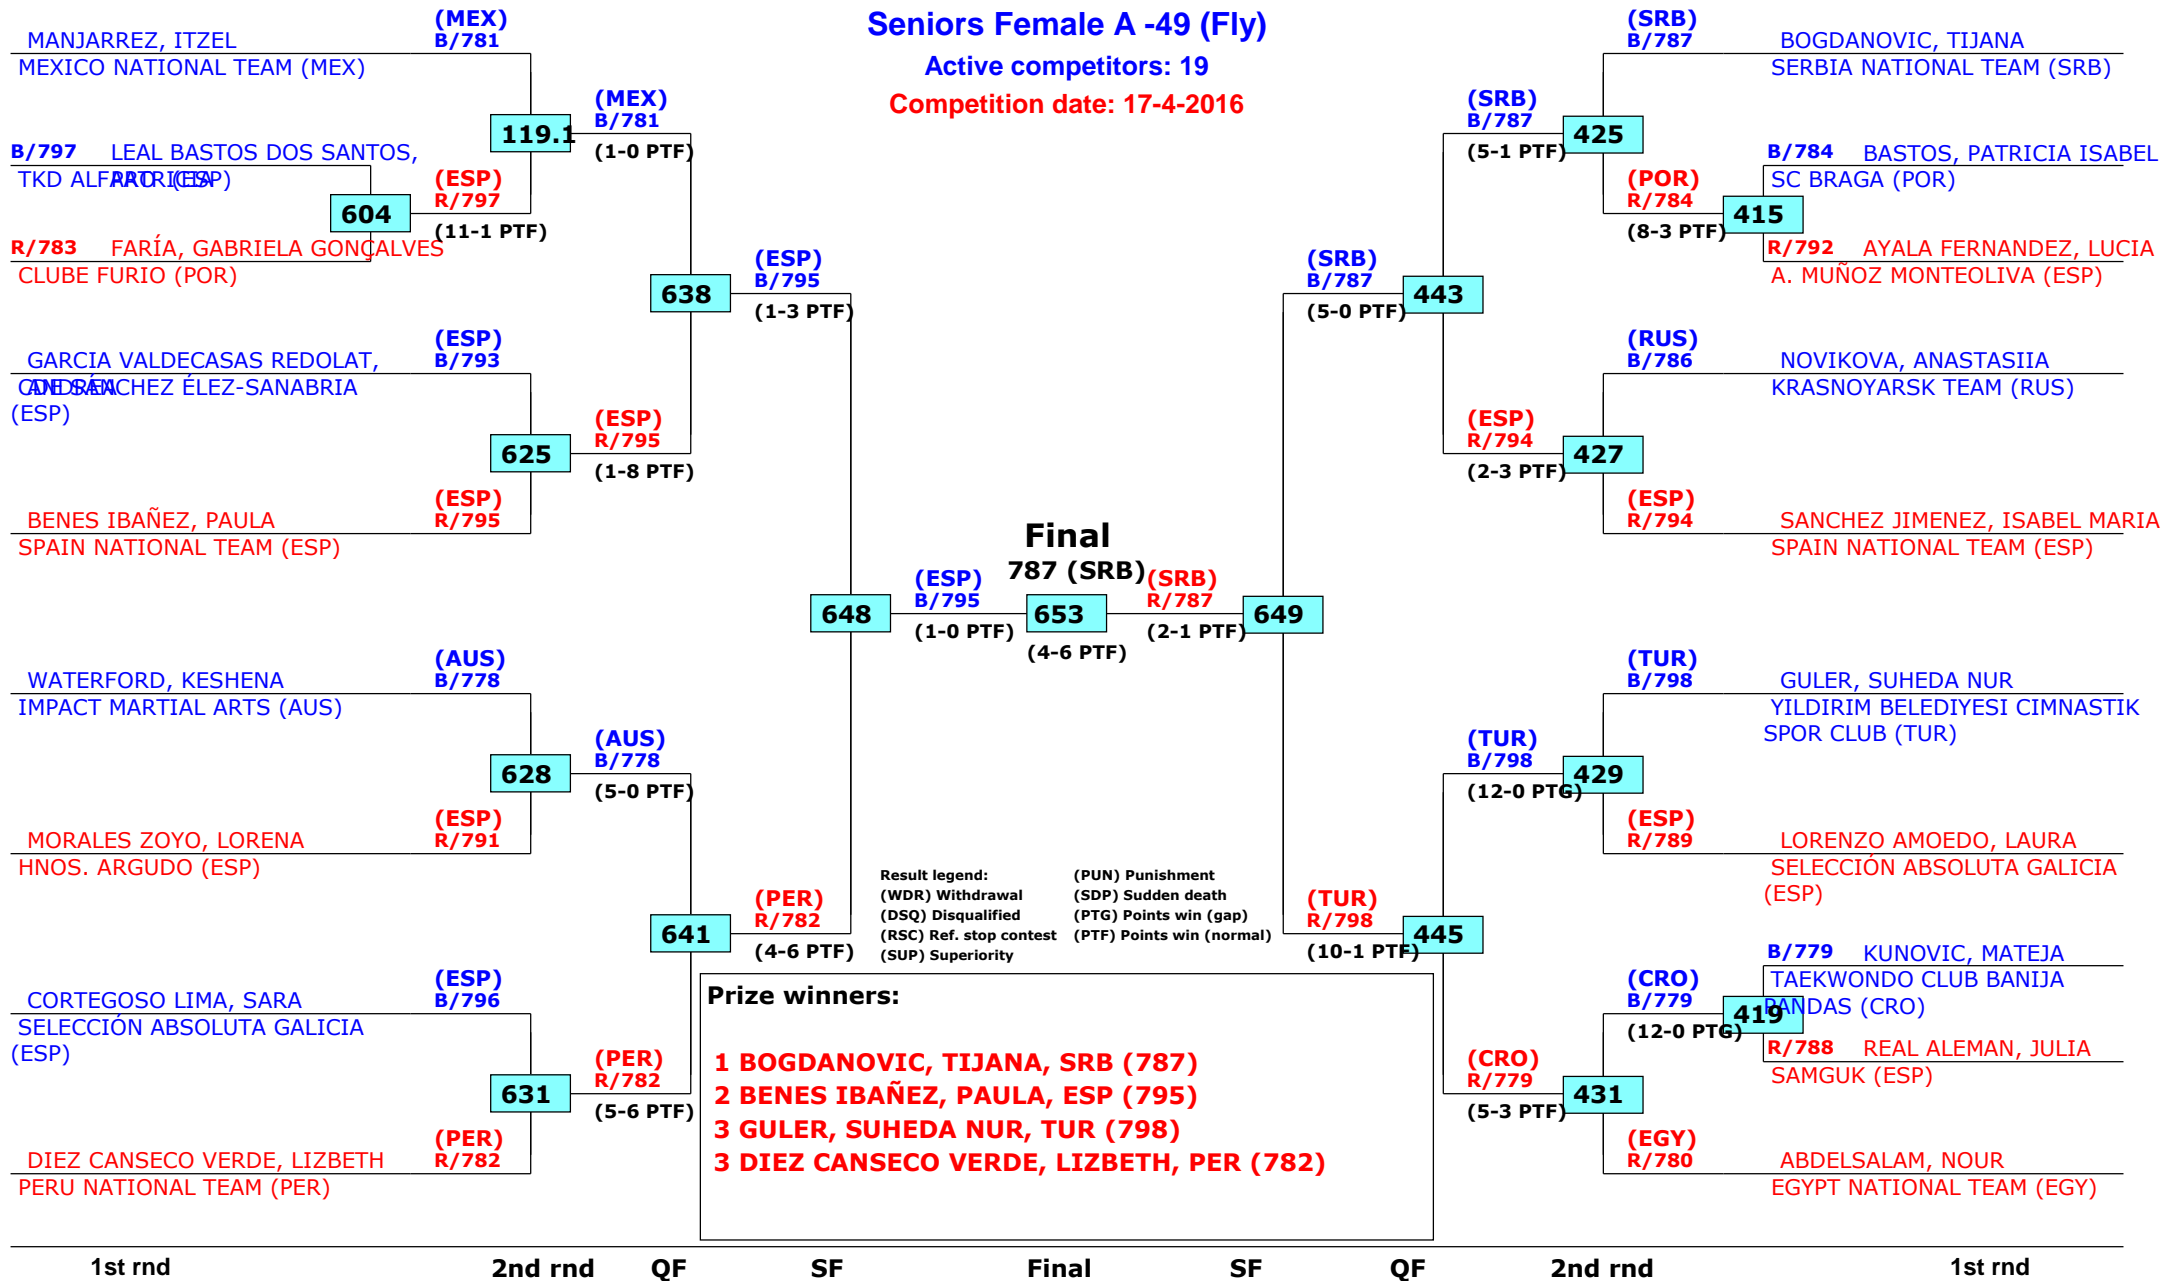 Seniors Female A -49 (Fly)
Active competitors: 19
Competition date: 17-4-2016
(MEX)
MANJARREZ, ITZEL B/781
MEXICO NATIONAL TEAM (MEX)
119.1
(MEX)
B/781
(1-0 PTF)
B/797 LEAL BASTOS DOS SANTOS,
PATRICIA
TKD ALFARO (ESP)
604
(ESP)
R/797
(11-1 PTF)
R/783 FARÍA, GABRIELA GONÇALVES
CLUBE FURIO (POR)
638
(ESP)
B/795
(1-3 PTF)
(ESP)
GARCIA VALDECASAS REDOLAT, B/793
ANDRÉA
CDE SÁNCHEZ ÉLEZ-SANABRIA
(ESP)
625
(ESP)
R/795
(1-8 PTF)
(ESP)
BENES IBAÑEZ, PAULA R/795
SPAIN NATIONAL TEAM (ESP)
648
(ESP)
B/795
(1-0 PTF)
Final
787 (SRB)
653
(4-6 PTF)
(SRB)
R/787
(2-1 PTF)
649
(AUS)
WATERFORD, KESHENA B/778
IMPACT MARTIAL ARTS (AUS)
628
(AUS)
B/778
(5-0 PTF)
(ESP)
MORALES ZOYO, LORENA R/791
HNOS. ARGUDO (ESP)
641
(PER)
R/782
(4-6 PTF)
(ESP)
CORTEGOSO LIMA, SARA B/796
SELECCIÓN ABSOLUTA GALICIA
(ESP)
631
(PER)
R/782
(5-6 PTF)
(PER)
DIEZ CANSECO VERDE, LIZBETH R/782
PERU NATIONAL TEAM (PER)
(SRB)
B/787 BOGDANOVIC, TIJANA
SERBIA NATIONAL TEAM (SRB)
(SRB)
B/787
(5-1 PTF)
425
B/784 BASTOS, PATRICIA ISABEL
SC BRAGA (POR)
(POR)
R/784
(8-3 PTF)
415
R/792 AYALA FERNANDEZ, LUCIA
A. MUÑOZ MONTEOLIVA (ESP)
(SRB)
B/787
(5-0 PTF)
443
(RUS)
B/786 NOVIKOVA, ANASTASIIA
KRASNOYARSK TEAM (RUS)
(ESP)
R/794
(2-3 PTF)
427
(ESP)
R/794 SANCHEZ JIMENEZ, ISABEL MARIA
SPAIN NATIONAL TEAM (ESP)
(TUR)
B/798 GULER, SUHEDA NUR
YILDIRIM BELEDIYESI CIMNASTIK
SPOR CLUB (TUR)
(TUR)
B/798
(12-0 PTG)
429
(ESP)
R/789 LORENZO AMOEDO, LAURA
SELECCIÓN ABSOLUTA GALICIA
(ESP)
(TUR)
R/798
(10-1 PTF)
445
B/779 KUNOVIC, MATEJA
TAEKWONDO CLUB BANIJA
PANDAS (CRO)
(CRO)
B/779
(12-0 PTG)
419
R/788 REAL ALEMAN, JULIA
SAMGUK (ESP)
(CRO)
R/779
(5-3 PTF)
431
(EGY)
R/780 ABDELSALAM, NOUR
EGYPT NATIONAL TEAM (EGY)
Result legend: (PUN) Punishment
(WDR) Withdrawal (SDP) Sudden death
(DSQ) Disqualified (PTG) Points win (gap)
(RSC) Ref. stop contest (PTF) Points win (normal)
(SUP) Superiority
Prize winners:
1 BOGDANOVIC, TIJANA, SRB (787)
2 BENES IBAÑEZ, PAULA, ESP (795)
3 GULER, SUHEDA NUR, TUR (798)
3 DIEZ CANSECO VERDE, LIZBETH, PER (782)
1st rnd 2nd rnd QF SF Final SF QF 2nd rnd 1st rnd